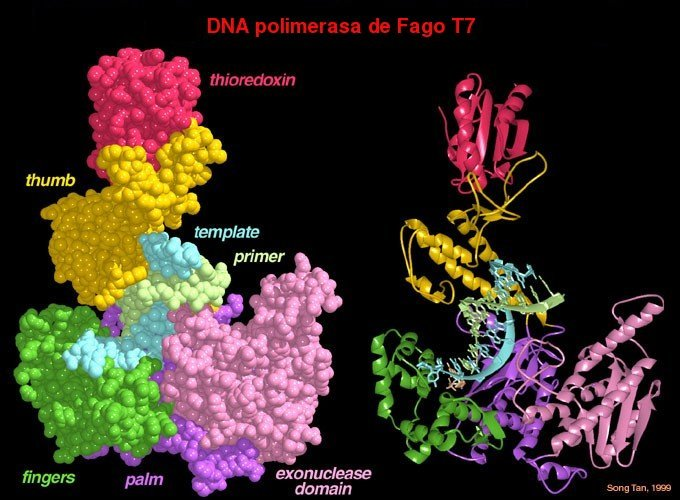 DNA polimerasa de Fago T7
thioredoxin
thumb
template
primer
fingers
palm
exonuclease
domain
Song Tan, 1999